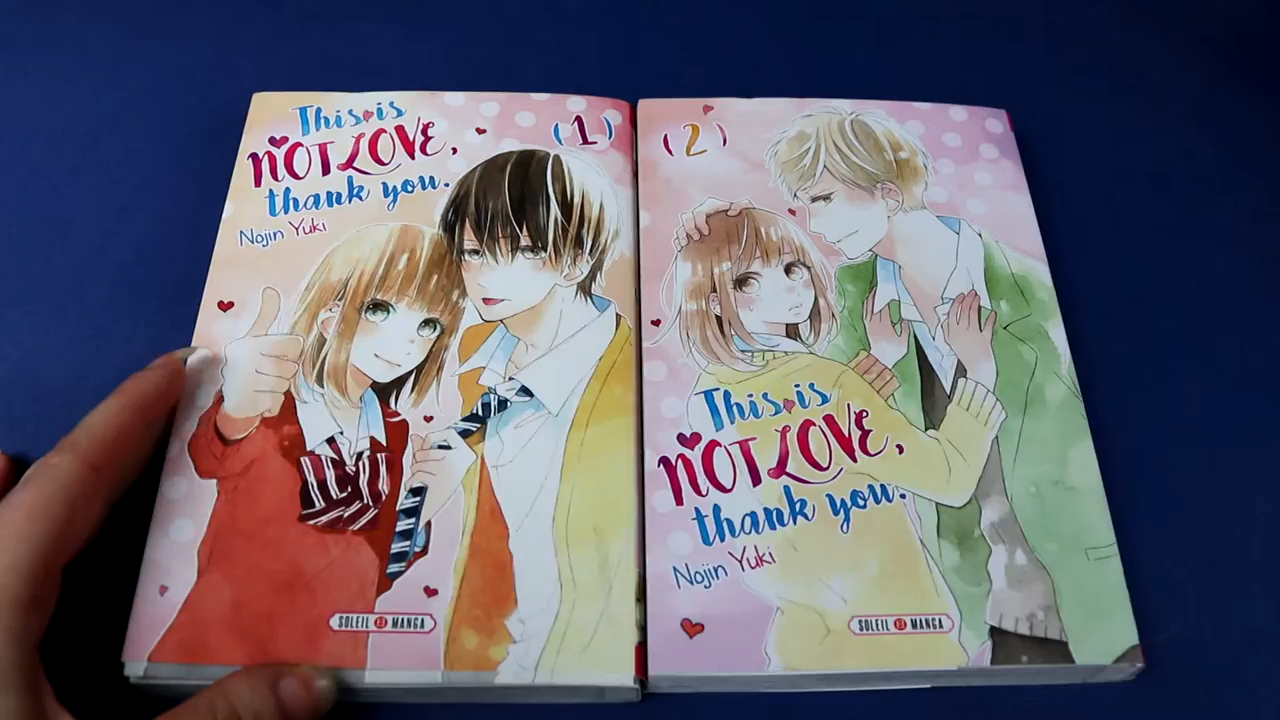 This is
NOT LOVE,
thank you.
Nojin Yuki
(1)
SOLEIL MANGA
(2)
This is
NOT LOVE,
thank you.
Nojin Yuki
SOLEIL MANGA